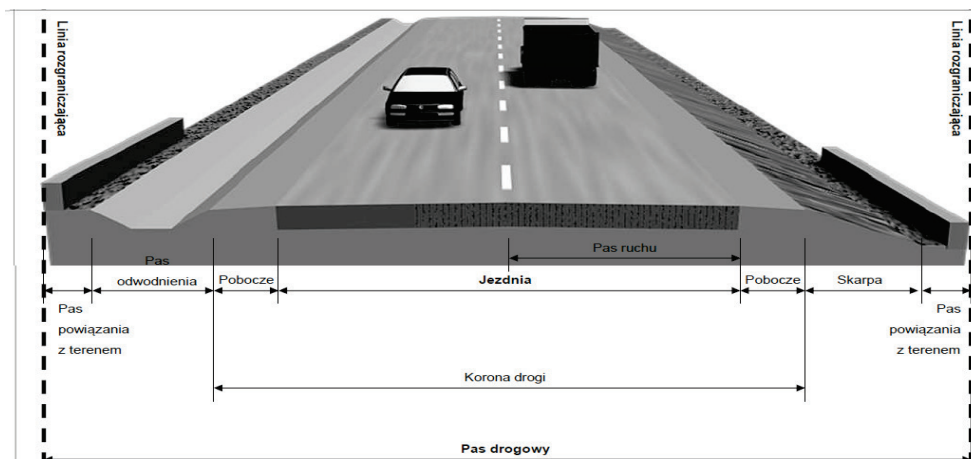 Linia rozgraniczająca
Linia rozgraniczająca
Pas ruchu
Pas
odwodnienia
Pobocze
Jezdnia
Pobocze
Skarpa
Pas
powiązania
z terenem
Pas
powiązania
z terenem
Korona drogi
Pas drogowy